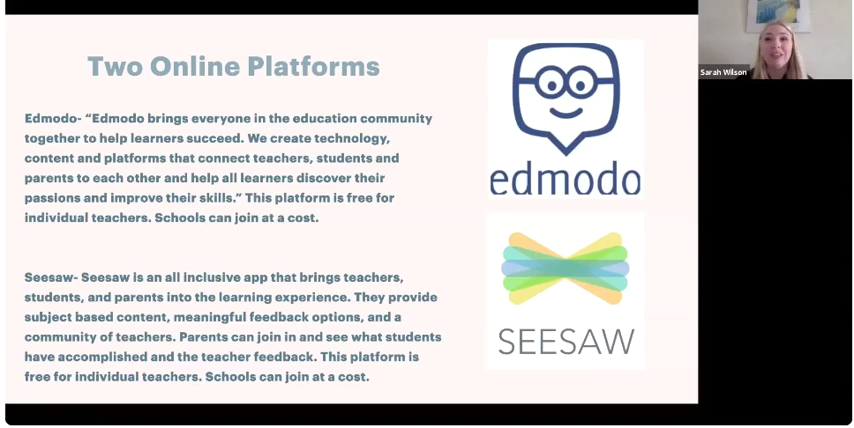 Two Online Platforms
Edmodo- “Edmodo brings everyone in the education community
together to help learners succeed. We create technology,
content and platforms that connect teachers, students and
parents to each other and help all learners discover their
passions and improve their skills.” This platform is free for
individual teachers. Schools can join at a cost.
Seesaw- Seesaw is an all inclusive app that brings teachers,
students, and parents into the learning experience. They provide
subject based content, meaningful feedback options, and a
community of teachers. Parents can join in and see what students
have accomplished and the teacher feedback. This platform is
free for individual teachers. Schools can join at a cost.
edmodo
SEESAW
Sarah Wilson